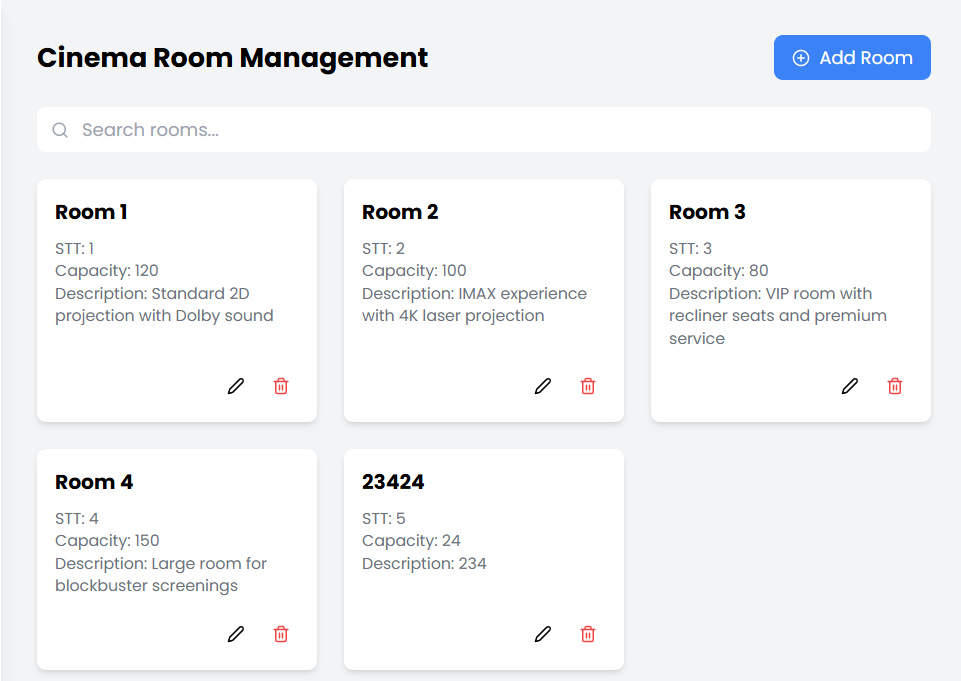 Cinema Room Management
Add Room
Search rooms...
Room 1
STT: 1
Capacity: 120
Description: Standard 2D
projection with Dolby sound
Room 2
STT: 2
Capacity: 100
Description: IMAX experience
with 4K laser projection
Room 3
STT: 3
Capacity: 80
Description: VIP room with
recliner seats and premium
service
Room 4
STT: 4
Capacity: 150
Description: Large room for
blockbuster screenings
23424
STT: 5
Capacity: 24
Description: 234